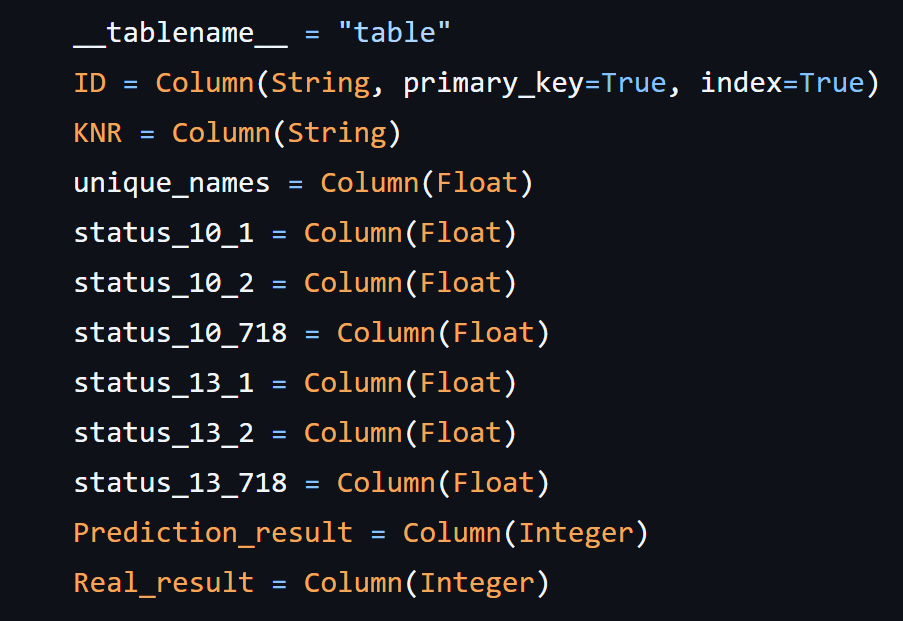 __tablename__ = "table"
ID = Column(String, primary_key=True, index=True)
KNR = Column(String)
unique_names = Column(Float)
status_10_1 = Column(Float)
status_10_2 = Column(Float)
status_10_718 = Column(Float)
status_13_1 = Column(Float)
status_13_2 = Column(Float)
status_13_718 = Column(Float)
Prediction_result = Column(Integer)
Real_result = Column(Integer)